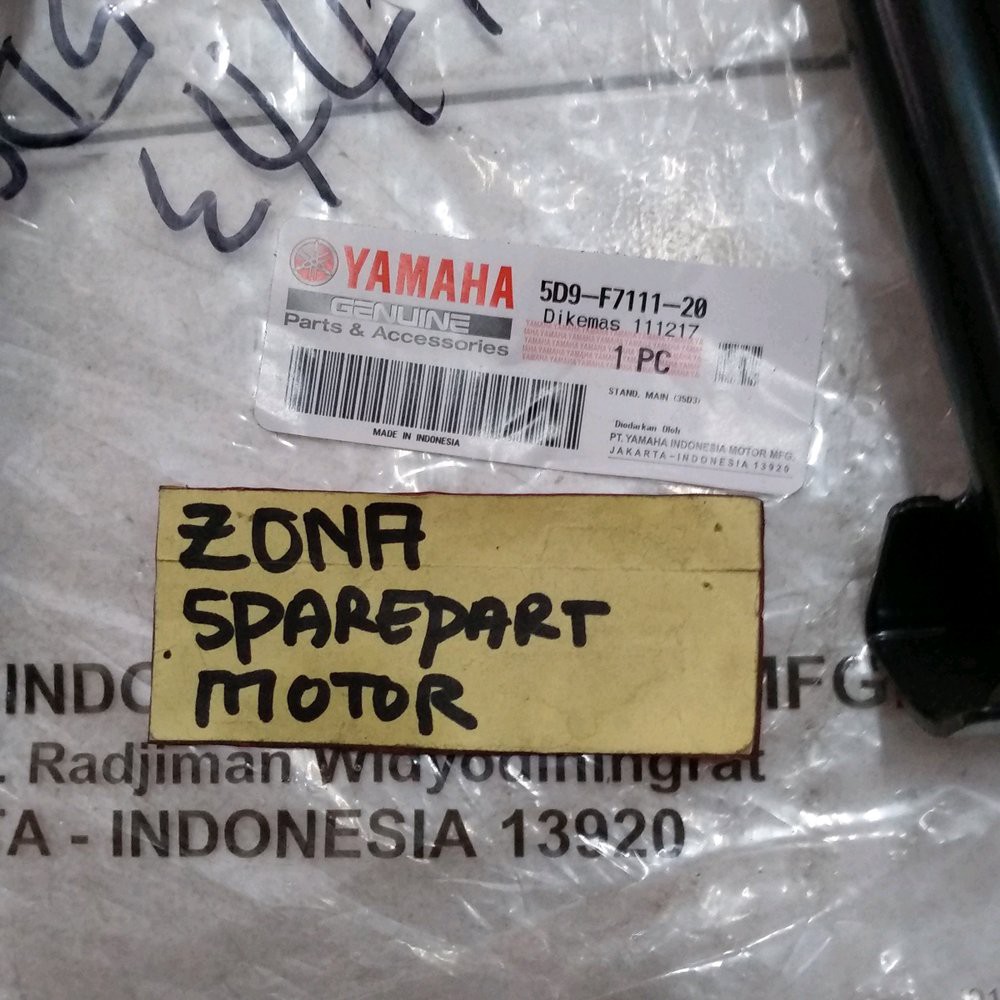 YAMAHA
GENUINE
Parts & Accessories
MADE IN INDONESIA
5D9-F7111-20
Dikemas 111217
1 PC
STAND, MAIN (35D3)
Diedarkan Oleh
PT. YAMAHA INDONESIA MOTOR MFG.
JAKARTA-INDONESIA 13920
ZONA
SPAREPART
MOTOR
INDO MFG.
. Radjiman Widyodiningrat
TA - INDONESIA 13920